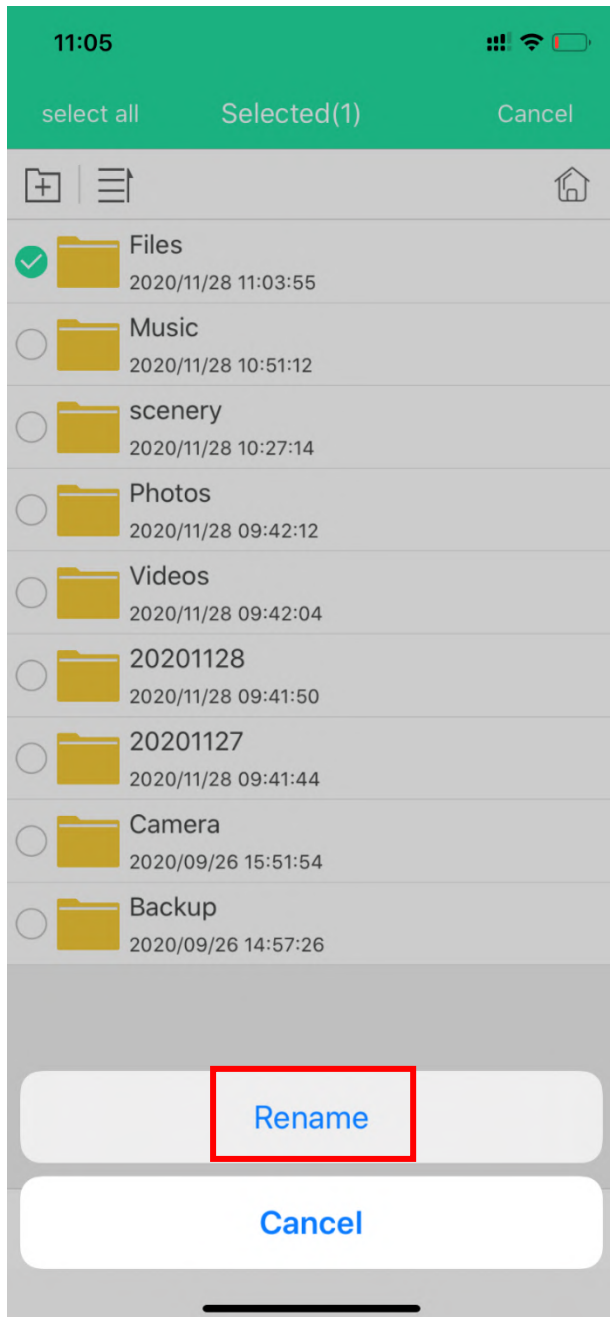 11:05
select all Selected(1) Cancel
Files
2020/11/28 11:03:55
Music
2020/11/28 10:51:12
scenery
2020/11/28 10:27:14
Photos
2020/11/28 09:42:12
Videos
2020/11/28 09:42:04
20201128
2020/11/28 09:41:50
20201127
2020/11/28 09:41:44
Camera
2020/09/26 15:51:54
Backup
2020/09/26 14:57:26
Rename
Cancel